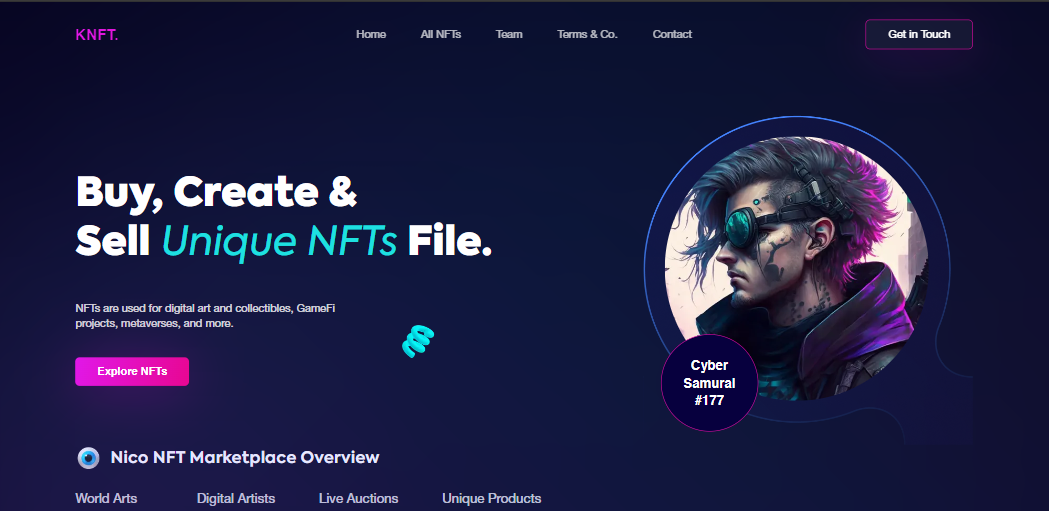 KNFT.
Home
All NFTs
Team
Terms & Co.
Contact
Get in Touch
Buy, Create &
Sell Unique NFTs File.
NFTs are used for digital art and collectibles, GameFi
projects, metaverses, and more.
Explore NFTs
Cyber
Samural
#177
Nico NFT Marketplace Overview
World Arts
Digital Artists
Live Auctions
Unique Products